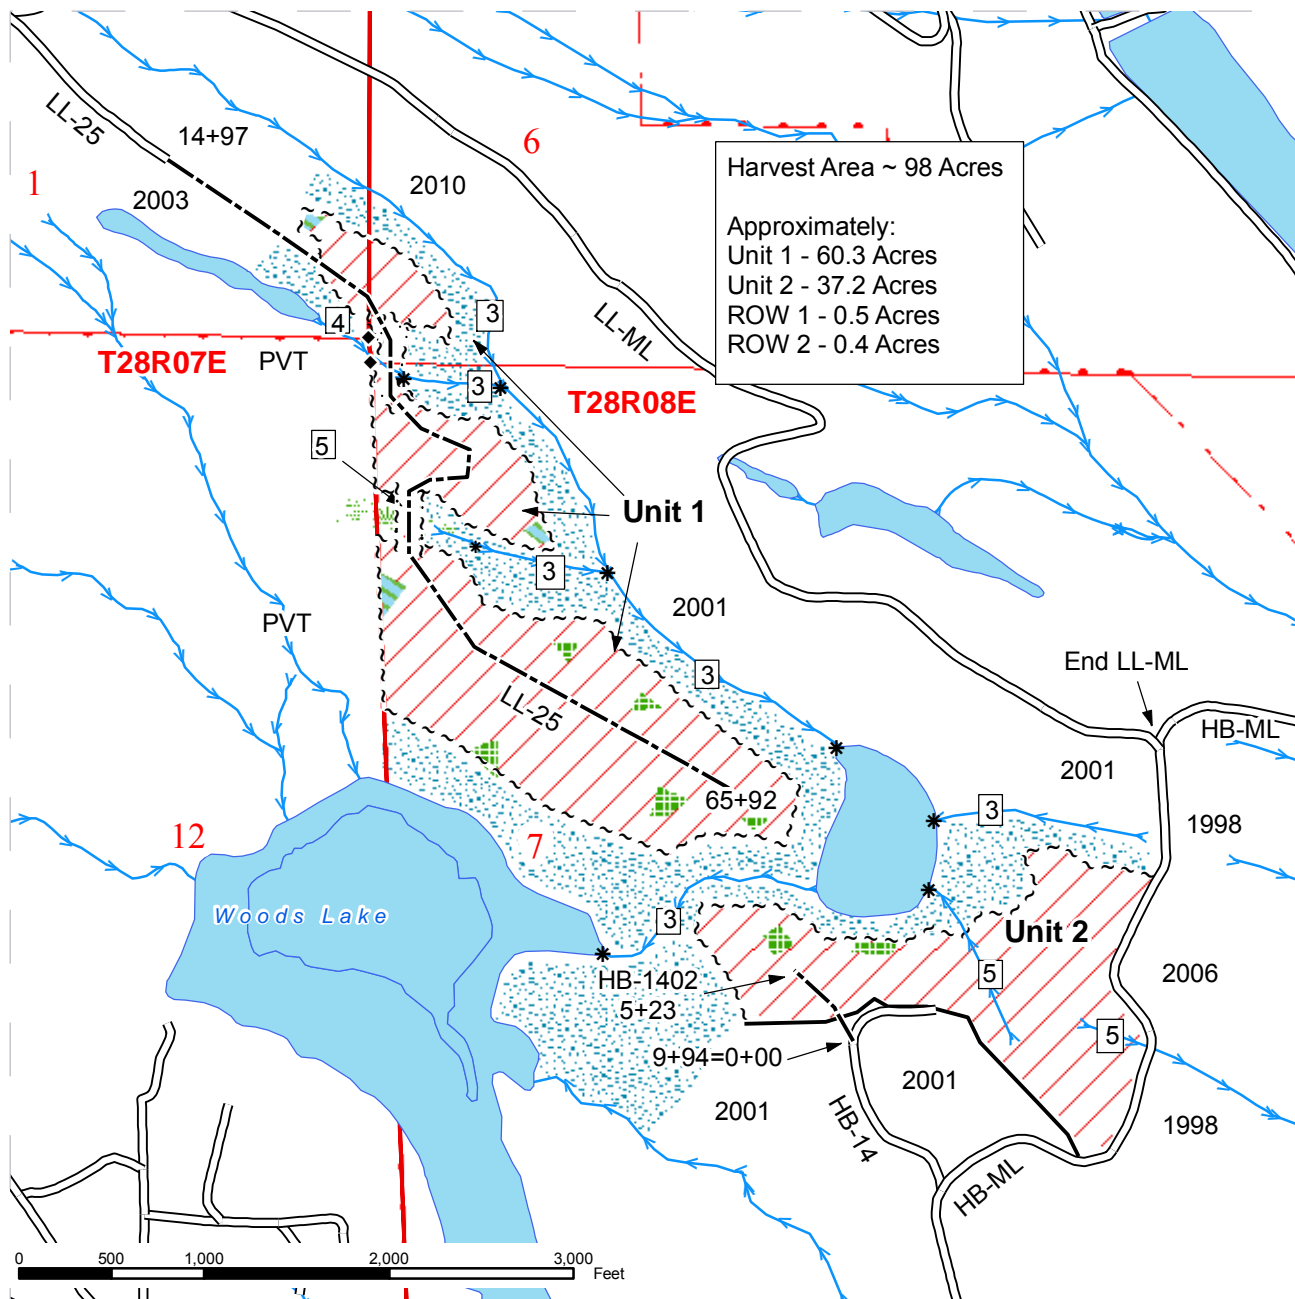 LL-25
14+97
6
1
2003
2010
Harvest Area ~ 98 Acres
Approximately:
Unit 1 - 60.3 Acres
Unit 2 - 37.2 Acres
ROW 1 - 0.5 Acres
ROW 2 - 0.4 Acres
LL-ML
3
4
T28R07E
PVT
3
T28R08E
5
Unit 1
3
2001
PVT
3
End LL-ML
LL-25
HB-ML
2001
65+92
3
1998
12
7
Woods Lake
3
Unit 2
5
2006
HB-1402
5+23
5
9+94=0+00
2001
2001
HB-14
1998
HB-ML
0 500 1,000 2,000 3,000
Feet